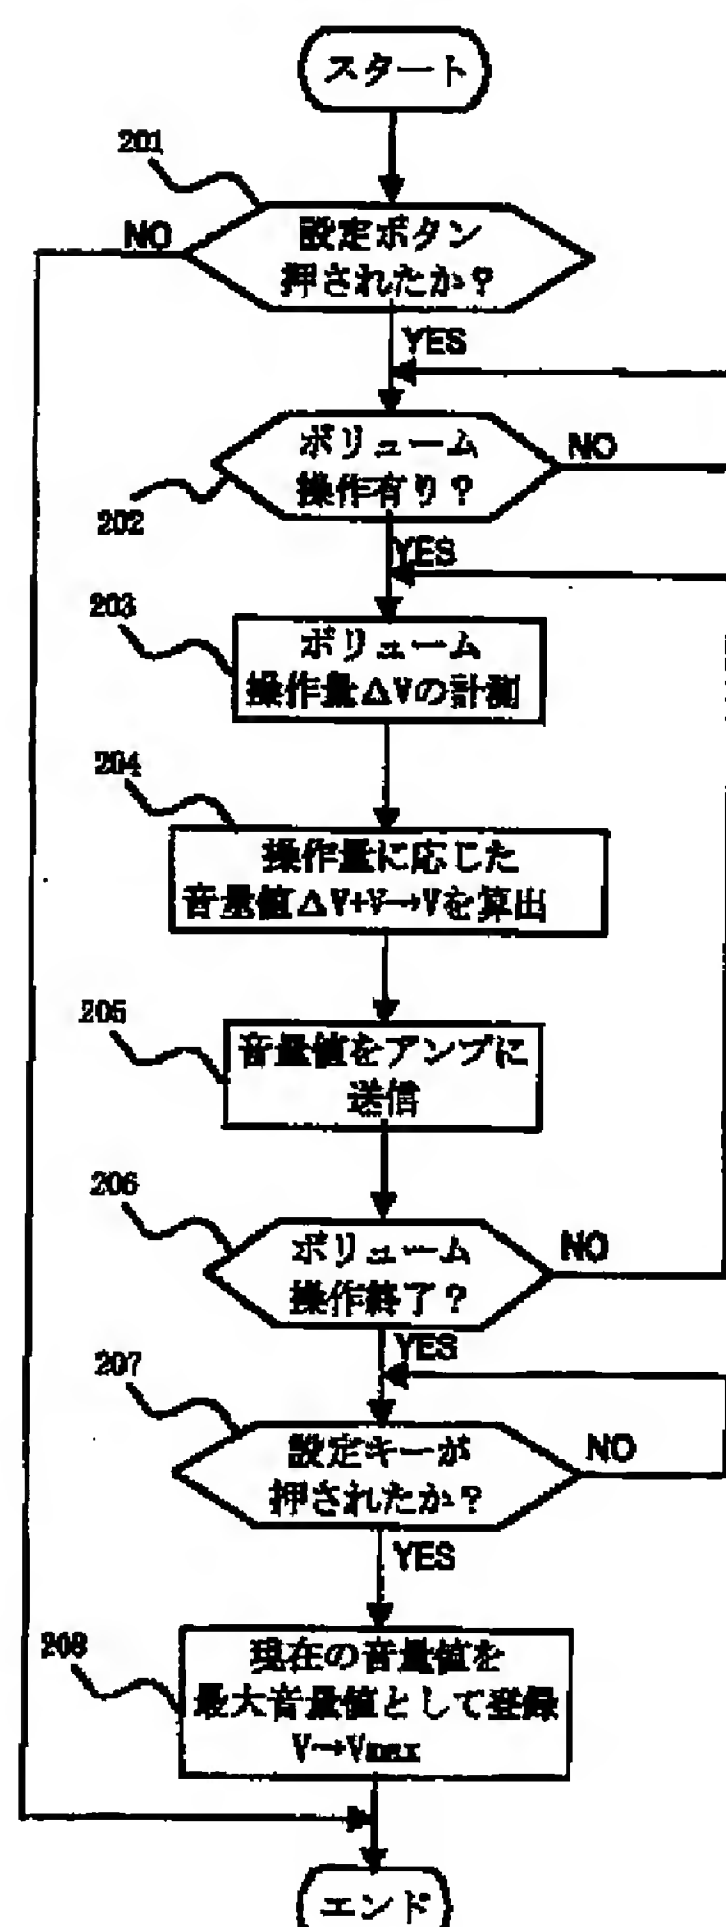 スタート
201
NO
設定ボタン
押されたか?
YES
ボリューム
操作有り?
NO
202
YES
203
ボリューム
操作量ΔVの計測
204
操作量に応じた
音量値ΔV+V→Vを算出
205
音量値をアンプに
送信
206
ボリューム
操作終了?
NO
YES
207
設定キーが
押されたか?
NO
YES
208
現在の音量値を
最大音量値として登録
V→Vmax
エンド